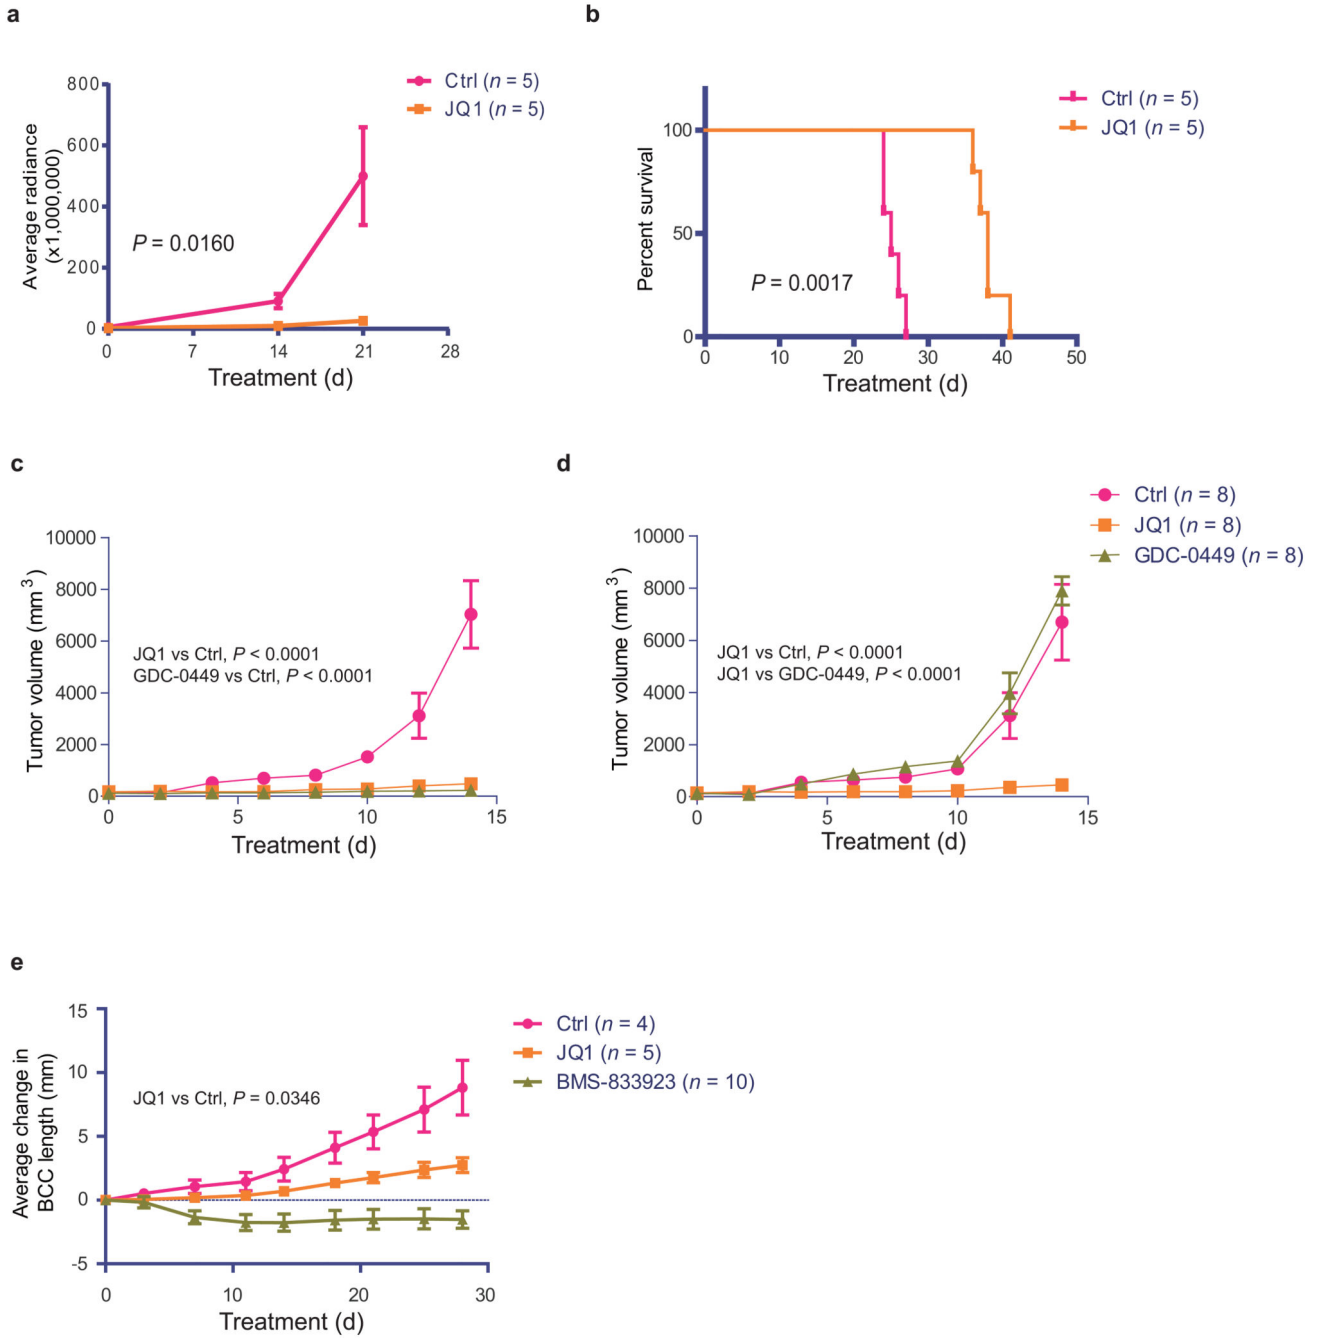 a
800
600
400
200
0
Average radiance
(x1,000,000)
P = 0.0160
0 7 14 21 28
Treatment (d)
Ctrl (n = 5)
JQ1 (n = 5)
b
100
50
0
Percent survival
P = 0.0017
0 10 20 30 40 50
Treatment (d)
Ctrl (n = 5)
JQ1 (n = 5)
c
10000
8000
6000
4000
2000
0
Tumor volume (mm³)
JQ1 vs Ctrl, P < 0.0001
GDC-0449 vs Ctrl, P < 0.0001
0 5 10 15
Treatment (d)
d
10000
8000
6000
4000
2000
0
Tumor volume (mm³)
JQ1 vs Ctrl, P < 0.0001
JQ1 vs GDC-0449, P < 0.0001
0 5 10 15
Treatment (d)
Ctrl (n = 8)
JQ1 (n = 8)
GDC-0449 (n = 8)
e
15
10
5
0
-5
Average change in
BCC length (mm)
JQ1 vs Ctrl, P = 0.0346
0 10 20 30
Treatment (d)
Ctrl (n = 4)
JQ1 (n = 5)
BMS-833923 (n = 10)